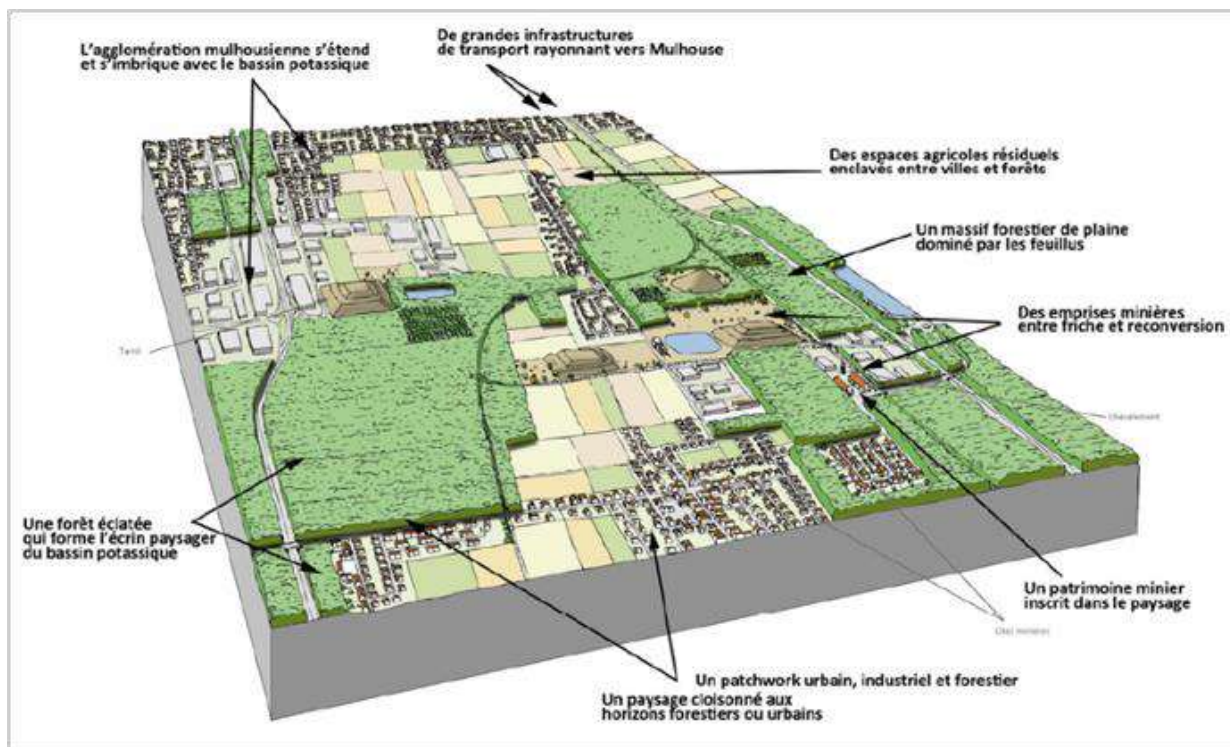 De grandes infrastructures
de transport rayonnant vers Mulhouse
L'agglomération mulhousienne s'étend
et s'imbrique avec le bassin potassique
Des espaces agricoles résiduels
enclavés entre villes et forêts
Un massif forestier de plaine
dominé par les feuillus
Des emprises minières
entre friche et reconversion
Terril
chevalement
Une forêt éclatée
qui forme l'écrin paysager
du bassin potassique
Un patrimoine minier
inscrit dans le paysage
Cités minières
Un patchwork urbain, industriel et forestier
Un paysage cloisonné aux
horizons forestiers ou urbains